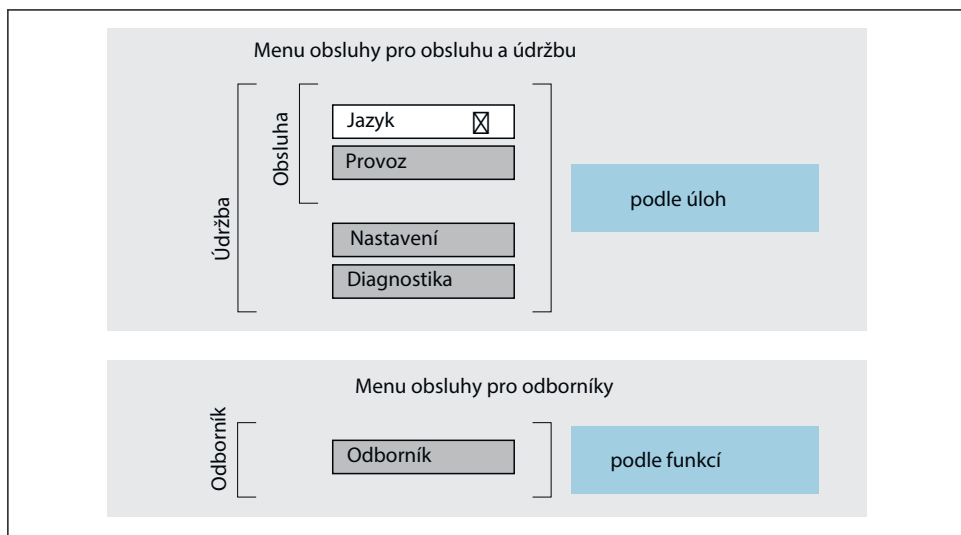 Menu obsluhy pro obsluhu a údržbu
Údržba
Obsluha
Jazyk
Provoz
Nastavení
Diagnostika
podle úloh
Menu obsluhy pro odborníky
Odborník
Odborník
podle funkcí